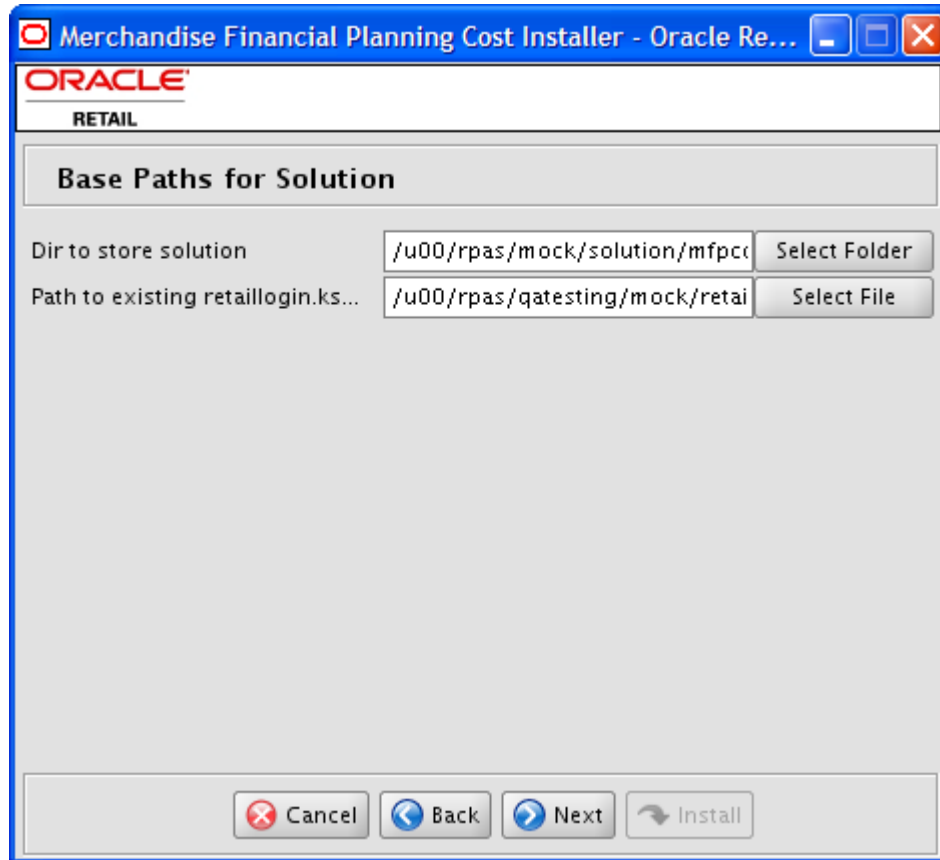 Merchandise Financial Planning Cost Installer - Oracle Re...
ORACLE
RETAIL
Base Paths for Solution
Dir to store solution /u00/rpas/mock/solution/mfpcc Select Folder
Path to existing retaillogin.ks... /u00/rpas/qatesting/mock/retai Select File
Cancel Back Next Install